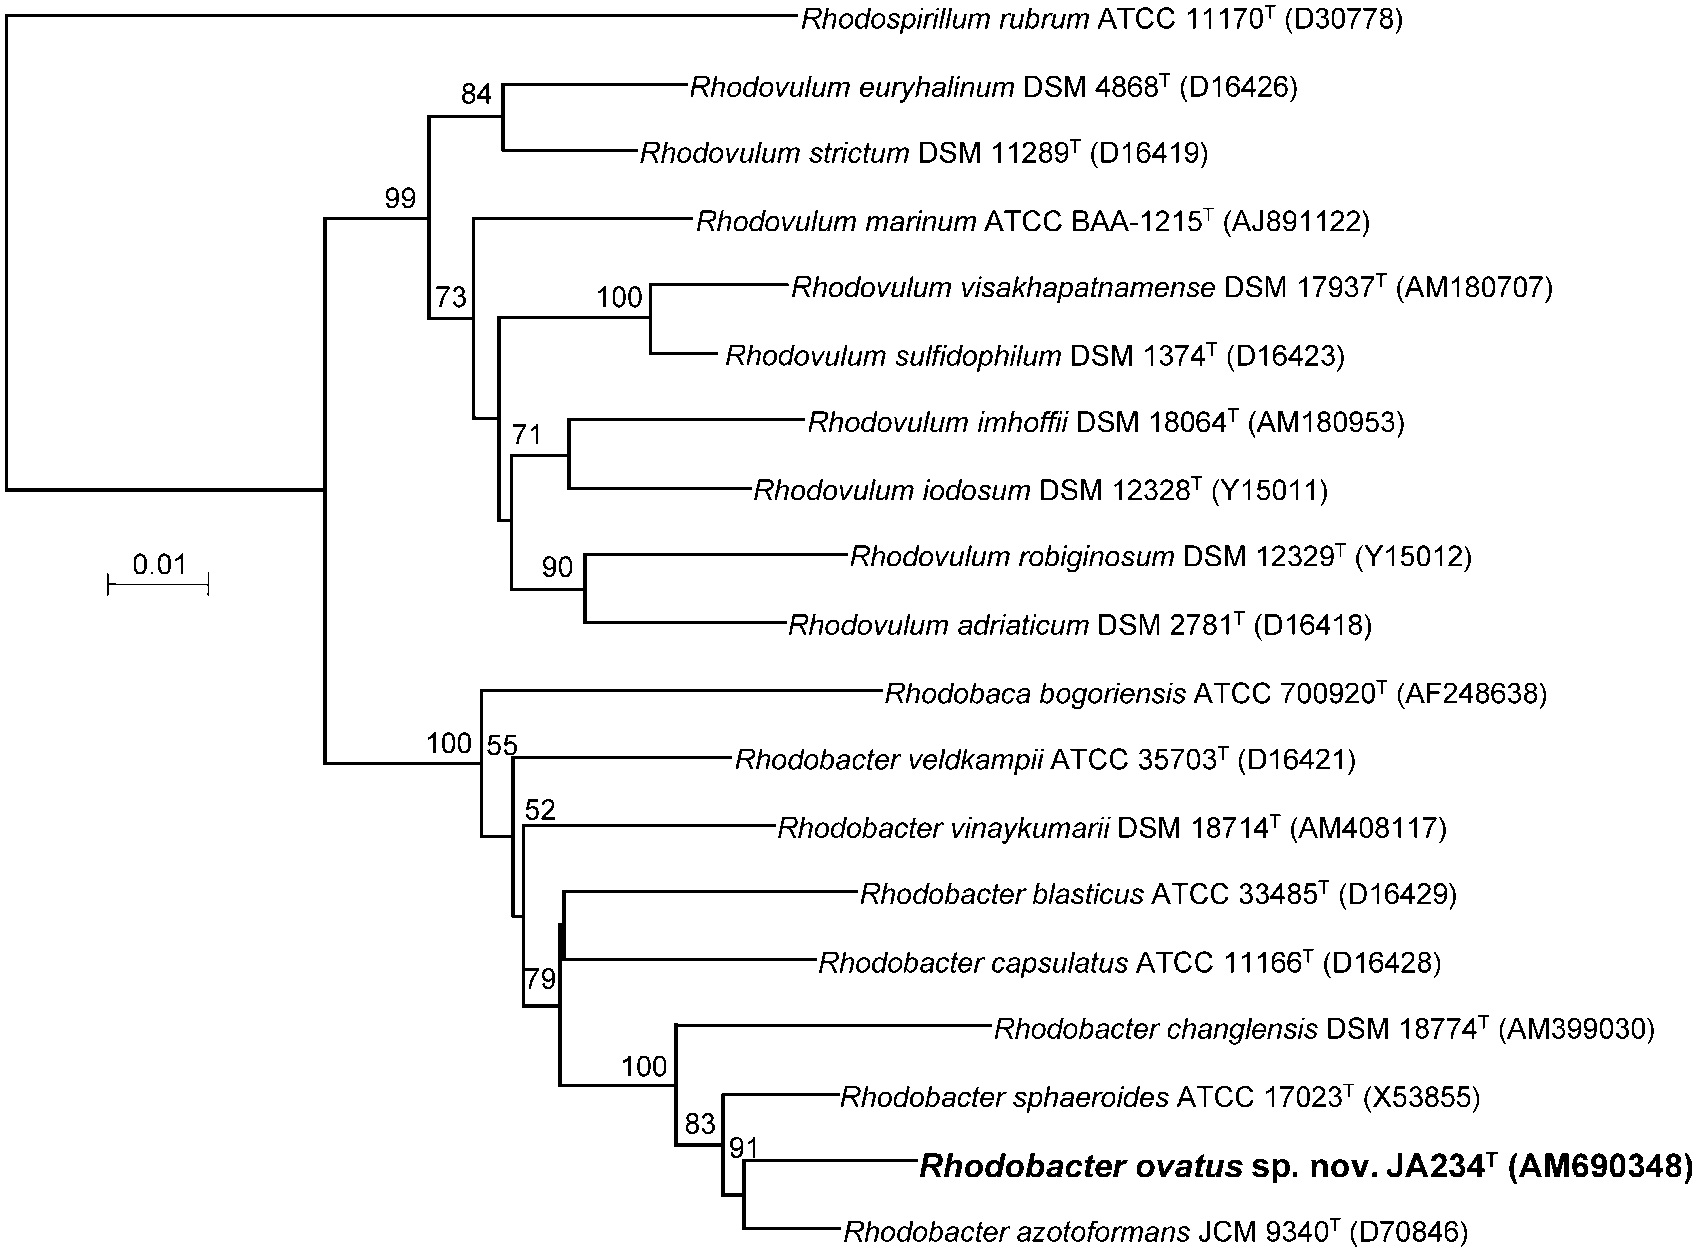 Rhodospirillum rubrum ATCC 11170T (D30778)
84
Rhodovulum euryhalinum DSM 4868T (D16426)
Rhodovulum strictum DSM 11289T (D16419)
99
Rhodovulum marinum ATCC BAA-1215T (AJ891122)
73
100
Rhodovulum visakhapatnamense DSM 17937T (AM180707)
Rhodovulum sulfidophilum DSM 1374T (D16423)
71
Rhodovulum imhoffii DSM 18064T (AM180953)
Rhodovulum iodosum DSM 12328T (Y15011)
0.01
90
Rhodovulum robiginosum DSM 12329T (Y15012)
Rhodovulum adriaticum DSM 2781T (D16418)
Rhodobaca bogoriensis ATCC 700920T (AF248638)
100
55
Rhodobacter veldkampii ATCC 35703T (D16421)
52
Rhodobacter vinaykumarii DSM 18714T (AM408117)
Rhodobacter blasticus ATCC 33485T (D16429)
79
Rhodobacter capsulatus ATCC 11166T (D16428)
Rhodobacter changlensis DSM 18774T (AM399030)
100
Rhodobacter sphaeroides ATCC 17023T (X53855)
83
91
Rhodobacter ovatus sp. nov. JA234T (AM690348)
Rhodobacter azotoformans JCM 9340T (D70846)